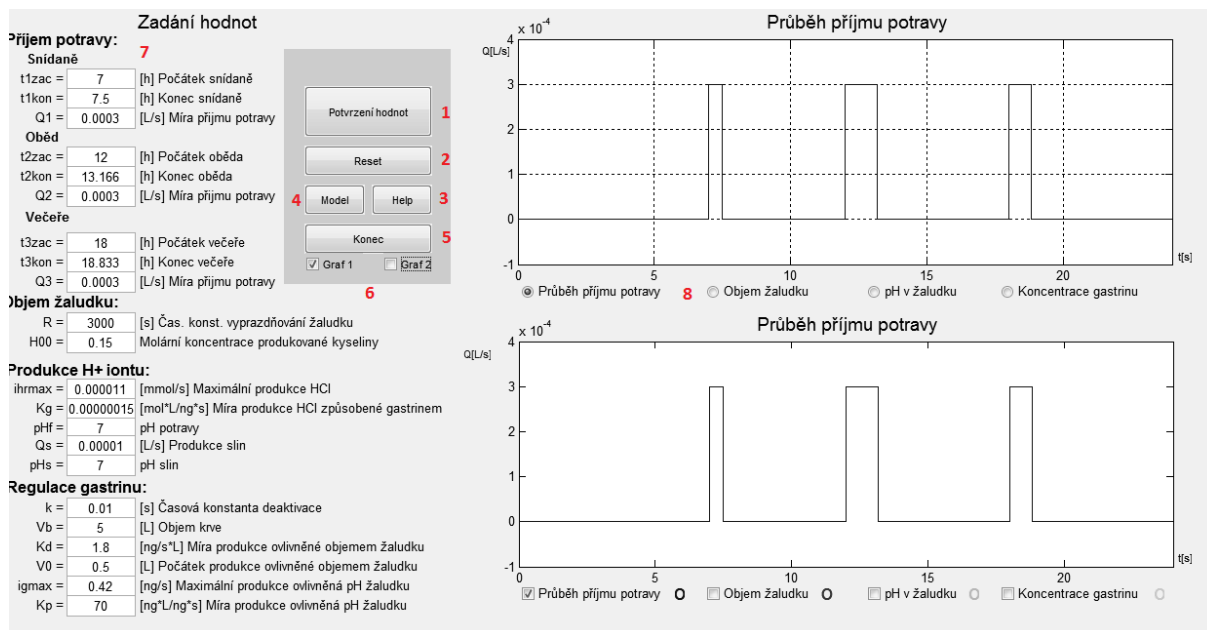 Zadání hodnot
Příjem potravy:
7
Snídaně
t1zac = 7 [h] Počátek snídaně
t1kon = 7.5 [h] Konec snídaně
Q1 = 0.0003 [L/s] Míra přijmu potravy
Oběd
t2zac = 12 [h] Počátek oběda
t2kon = 13.166 [h] Konec oběda
Q2 = 0.0003 [L/s] Míra přijmu potravy
Večeře
t3zac = 18 [h] Počátek večeře
t3kon = 18.833 [h] Konec večeře
Q3 = 0.0003 [L/s] Míra přijmu potravy
Objem žaludku:
R = 3000 [s] Čas. konst. vyprazdňování žaludku
H00 = 0.15 Molární koncentrace produkované kyseliny
Produkce H+ iontu:
ihrmax = 0.000011 [mmol/s] Maximální produkce HCl
Kg = 0.00000015 [mol*L/ng*s] Míra produkce HCl způsobené gastrinem
pHf = 7 pH potravy
Qs = 0.00001 [L/s] Produkce slin
pHs = 7 pH slin
Regulace gastrinu:
k = 0.01 [s] Časová konstanta deaktivace
Vb = 5 [L] Objem krve
Kd = 1.8 [ng/s*L] Míra produkce ovlivněné objemem žaludku
V0 = 0.5 [L] Počátek produkce ovlivněné objemem žaludku
igmax = 0.42 [ng/s] Maximální produkce ovlivněná pH žaludku
Kp = 70 [ng*L/ng*s] Míra produkce ovlivněná pH žaludku
Potvrzení hodnot 1
Reset 2
4 Model Help 3
Konec 5
Graf 1 Graf 2
6
Průběh příjmu potravy
x 10-4
Q[L/s]
4
3
2
1
0
-1
0 5 10 15 20
t[s]
Průběh příjmu potravy 8 Objem žaludku pH v žaludku Koncentrace gastrinu
Průběh příjmu potravy
x 10-4
Q[L/s]
4
3
2
1
0
-1
0 5 10 15 20
t[s]
Průběh příjmu potravy O Objem žaludku O pH v žaludku O Koncentrace gastrinu O